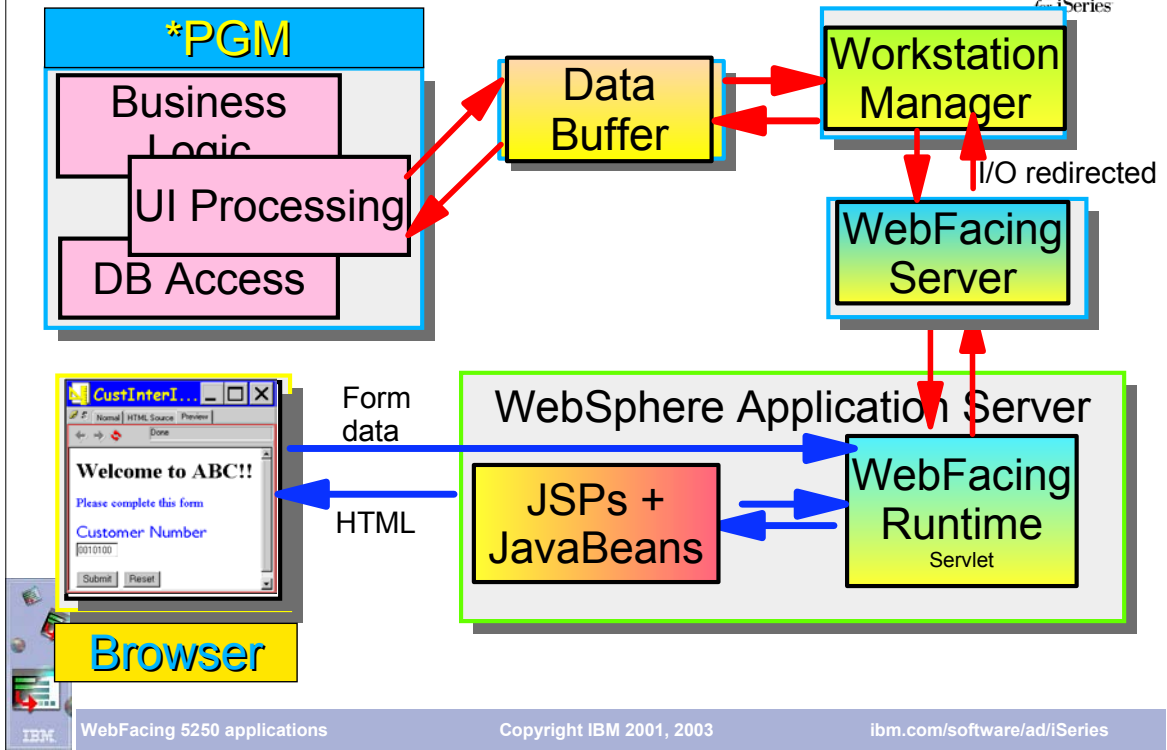 for iSeries
*PGM
Business
Logic
UI Processing
DB Access
Data
Buffer
Workstation
Manager
I/O redirected
WebFacing
Server
CustInterI...
Normal HTML Source Preview
Done
Welcome to ABC!!
Please complete this form
Customer Number
0010100
Submit Reset
Browser
Form
data
HTML
WebSphere Application Server
JSPs +
JavaBeans
WebFacing
Runtime
Servlet
IBM
WebFacing 5250 applications
Copyright IBM 2001, 2003
ibm.com/software/ad/iSeries